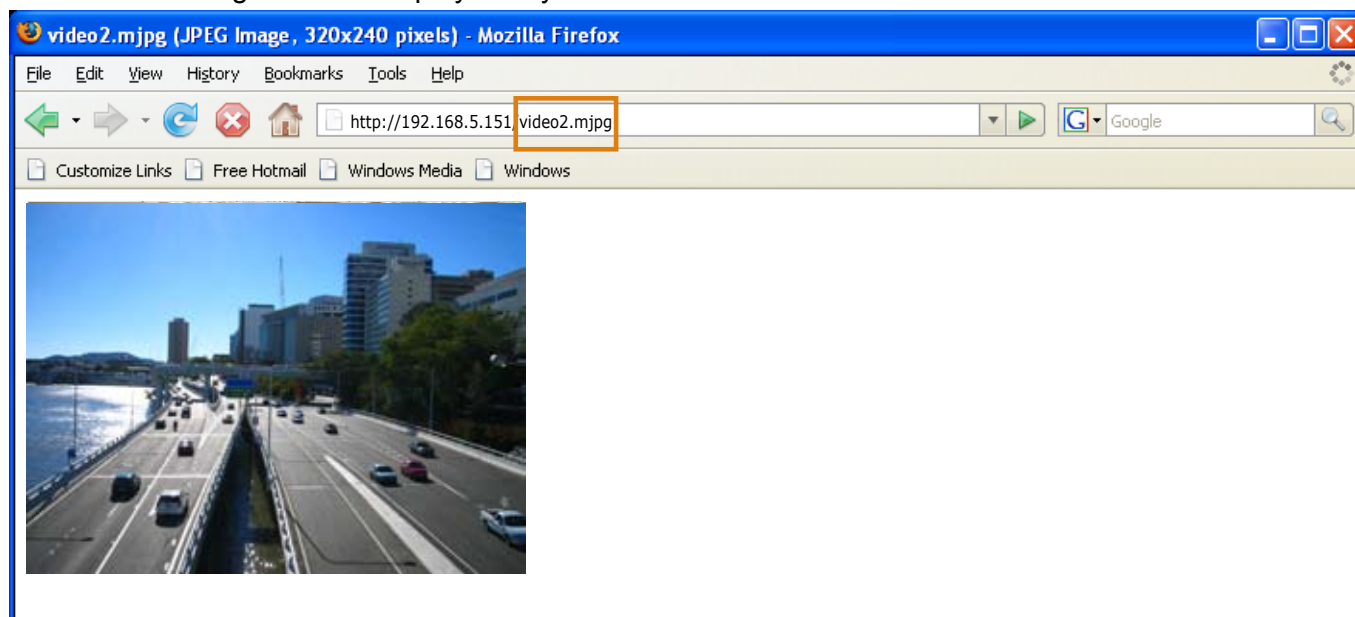 video2.mjpg (JPEG Image, 320x240 pixels) - Mozilla Firefox
File Edit View History Bookmarks Tools Help
http://192.168.5.151/video2.mjpg G Google
Customize Links Free Hotmail Windows Media Windows